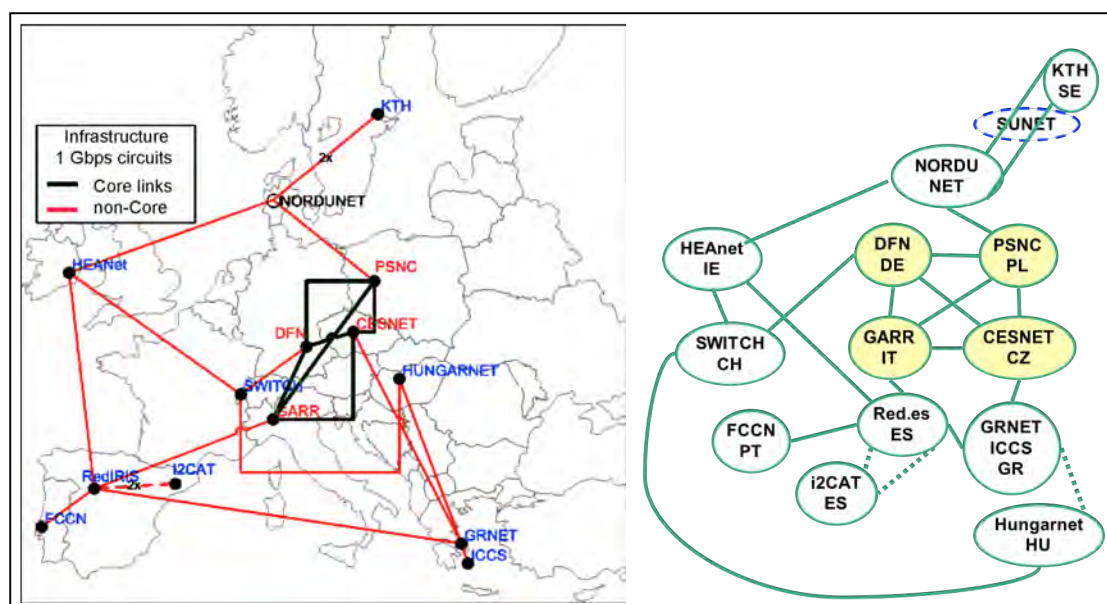 KTH
Infrastructure
1 Gbps circuits
Core links
non-Core
2x
NORDUNET
HEANet
PSNC
CESNET
DFN
HUNGARNET
SWITCH
GARR
RedIRIS
2x
I2CAT
FCCN
GRNET
ICCS
KTH
SE
SUNET
NORDU
NET
HEAnet
IE
DFN
DE
PSNC
PL
SWITCH
CH
GARR
IT
CESNET
CZ
FCCN
PT
Red.es
ES
GRNET
ICCS
GR
i2CAT
ES
Hungarnet
HU